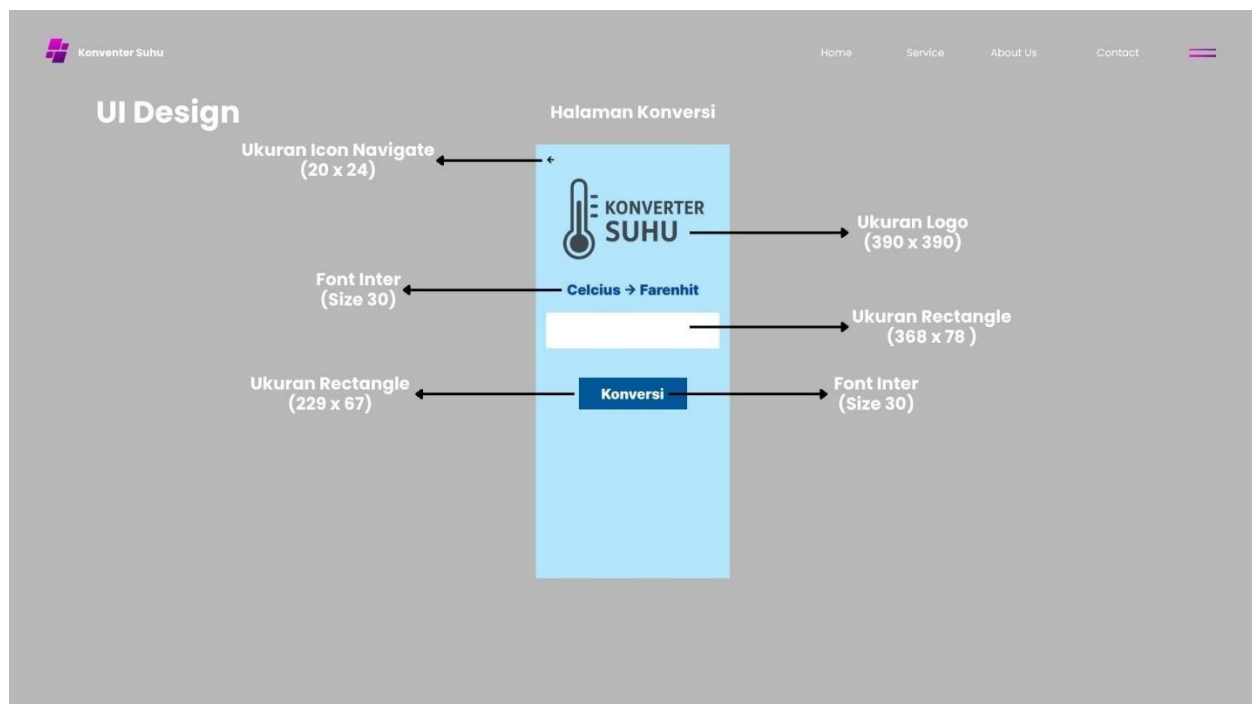 Konventer Suhu
Home
Service
About Us
Contact
UI Design
Halaman Konversi
Ukuran Icon Navigate
(20 x 24)
KONVERTER
SUHU
Ukuran Logo
(390 x 390)
Font Inter
(Size 30)
Celcius → Farenhit
Ukuran Rectangle
(368 x 78 )
Ukuran Rectangle
(229 x 67)
Konversi
Font Inter
(Size 30)